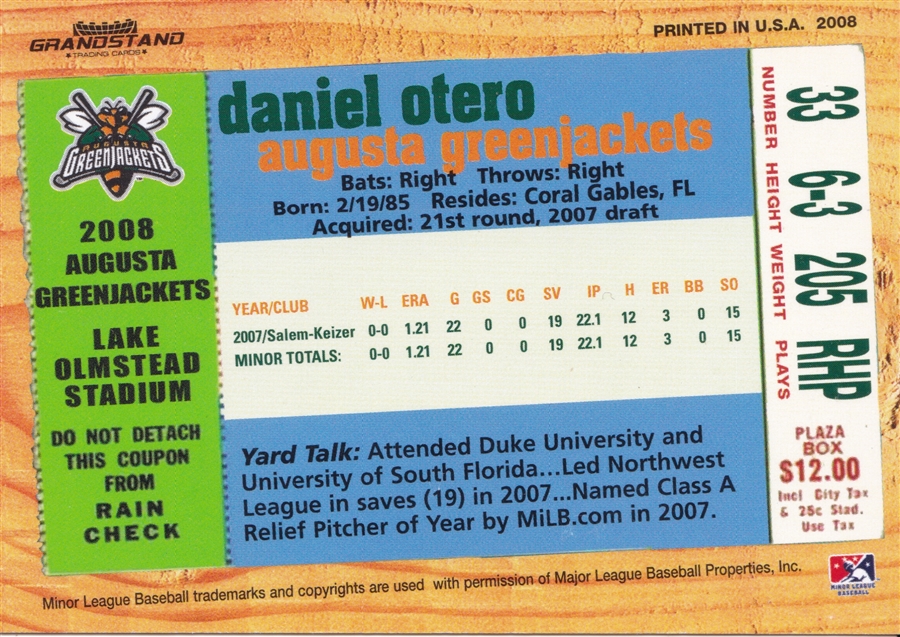 GRANDSTAND
★TRADING CARDS★
PRINTED IN U.S.A. 2008
AUGUSTA
GREENJACKETS
2008
AUGUSTA
GREENJACKETS
LAKE
OLMSTEAD
STADIUM
DO NOT DETACH
THIS COUPON
FROM
RAIN
CHECK
daniel otero
augusta greenjackets
Bats: Right Throws: Right
Born: 2/19/85 Resides: Coral Gables, FL
Acquired: 21st round, 2007 draft
YEAR/CLUB W-L ERA G GS CG SV IP H ER BB SO
2007/Salem-Keizer 0-0 1.21 22 0 0 19 22.1 12 3 0 15
MINOR TOTALS: 0-0 1.21 22 0 0 19 22.1 12 3 0 15
Yard Talk: Attended Duke University and
University of South Florida...Led Northwest
League in saves (19) in 2007...Named Class A
Relief Pitcher of Year by MiLB.com in 2007.
33 6-3 205 RHP
NUMBER HEIGHT WEIGHT PLAYS
PLAZA
BOX
$12.00
Incl City Tax
& 25c Stad.
Use Tax
Minor League Baseball trademarks and copyrights are used with permission of Major League Baseball Properties, Inc.
MINOR LEAGUE
BASEBALL